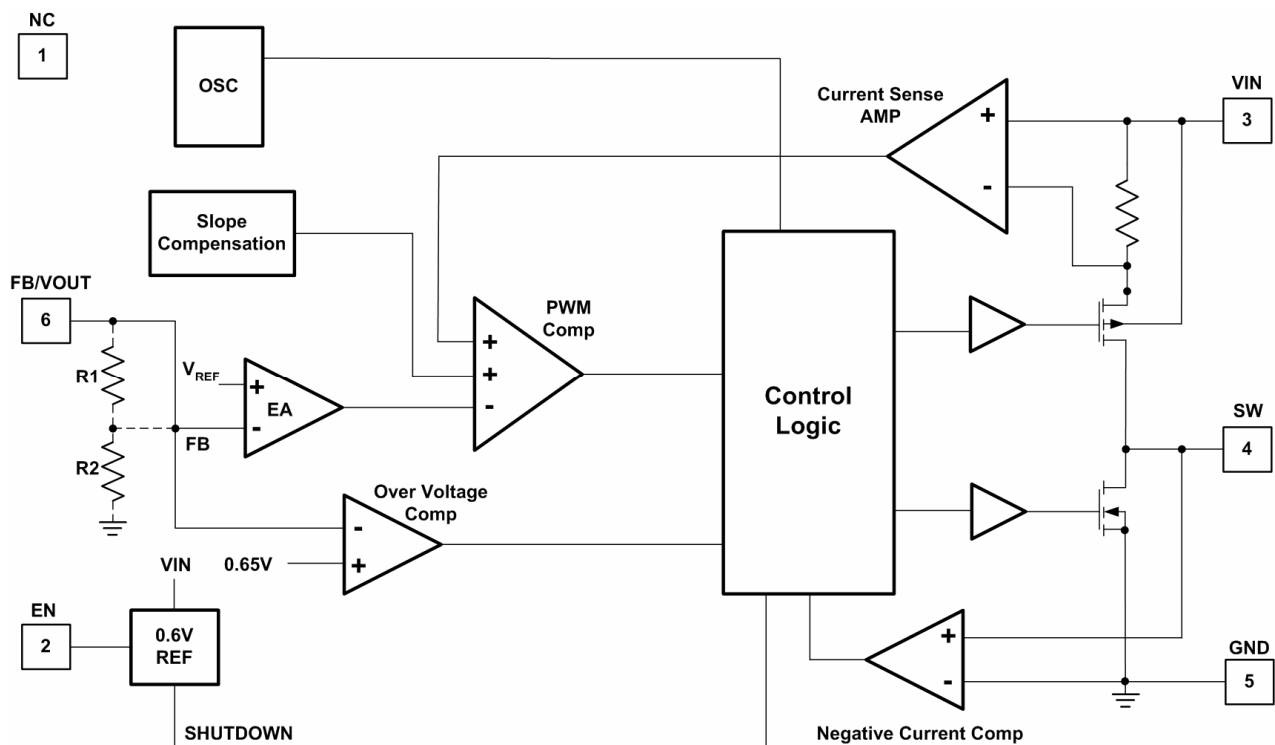 NC
1
OSC
Current Sense
AMP
+
-
VIN
3
Slope
Compensation
FB/VOUT
6
PWM
Comp
+
+
-
R1
VREF
+
EA
-
FB
R2
Control
Logic
SW
4
Over Voltage
Comp
-
+
0.65V
VIN
EN
2
0.6V
REF
+
-
GND
5
SHUTDOWN
Negative Current Comp